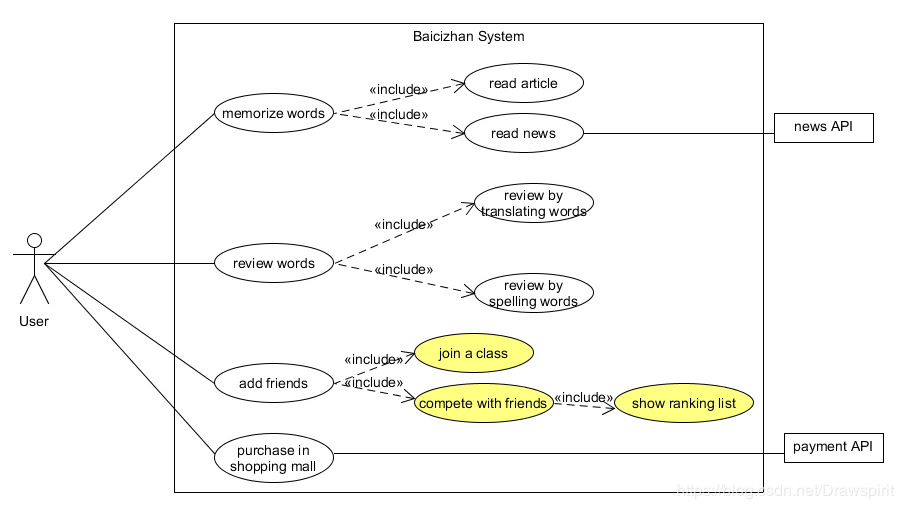 Baicizhan System
«include»
read article
memorize words
«include»
read news
news API
review by
translating words
«include»
review words
«include»
review by
spelling words
User
«include»
join a class
add friends
«include»
compete with friends
«include»
show ranking list
purchase in
shopping mall
payment API
https://blog.csdn.net/Drawspirit